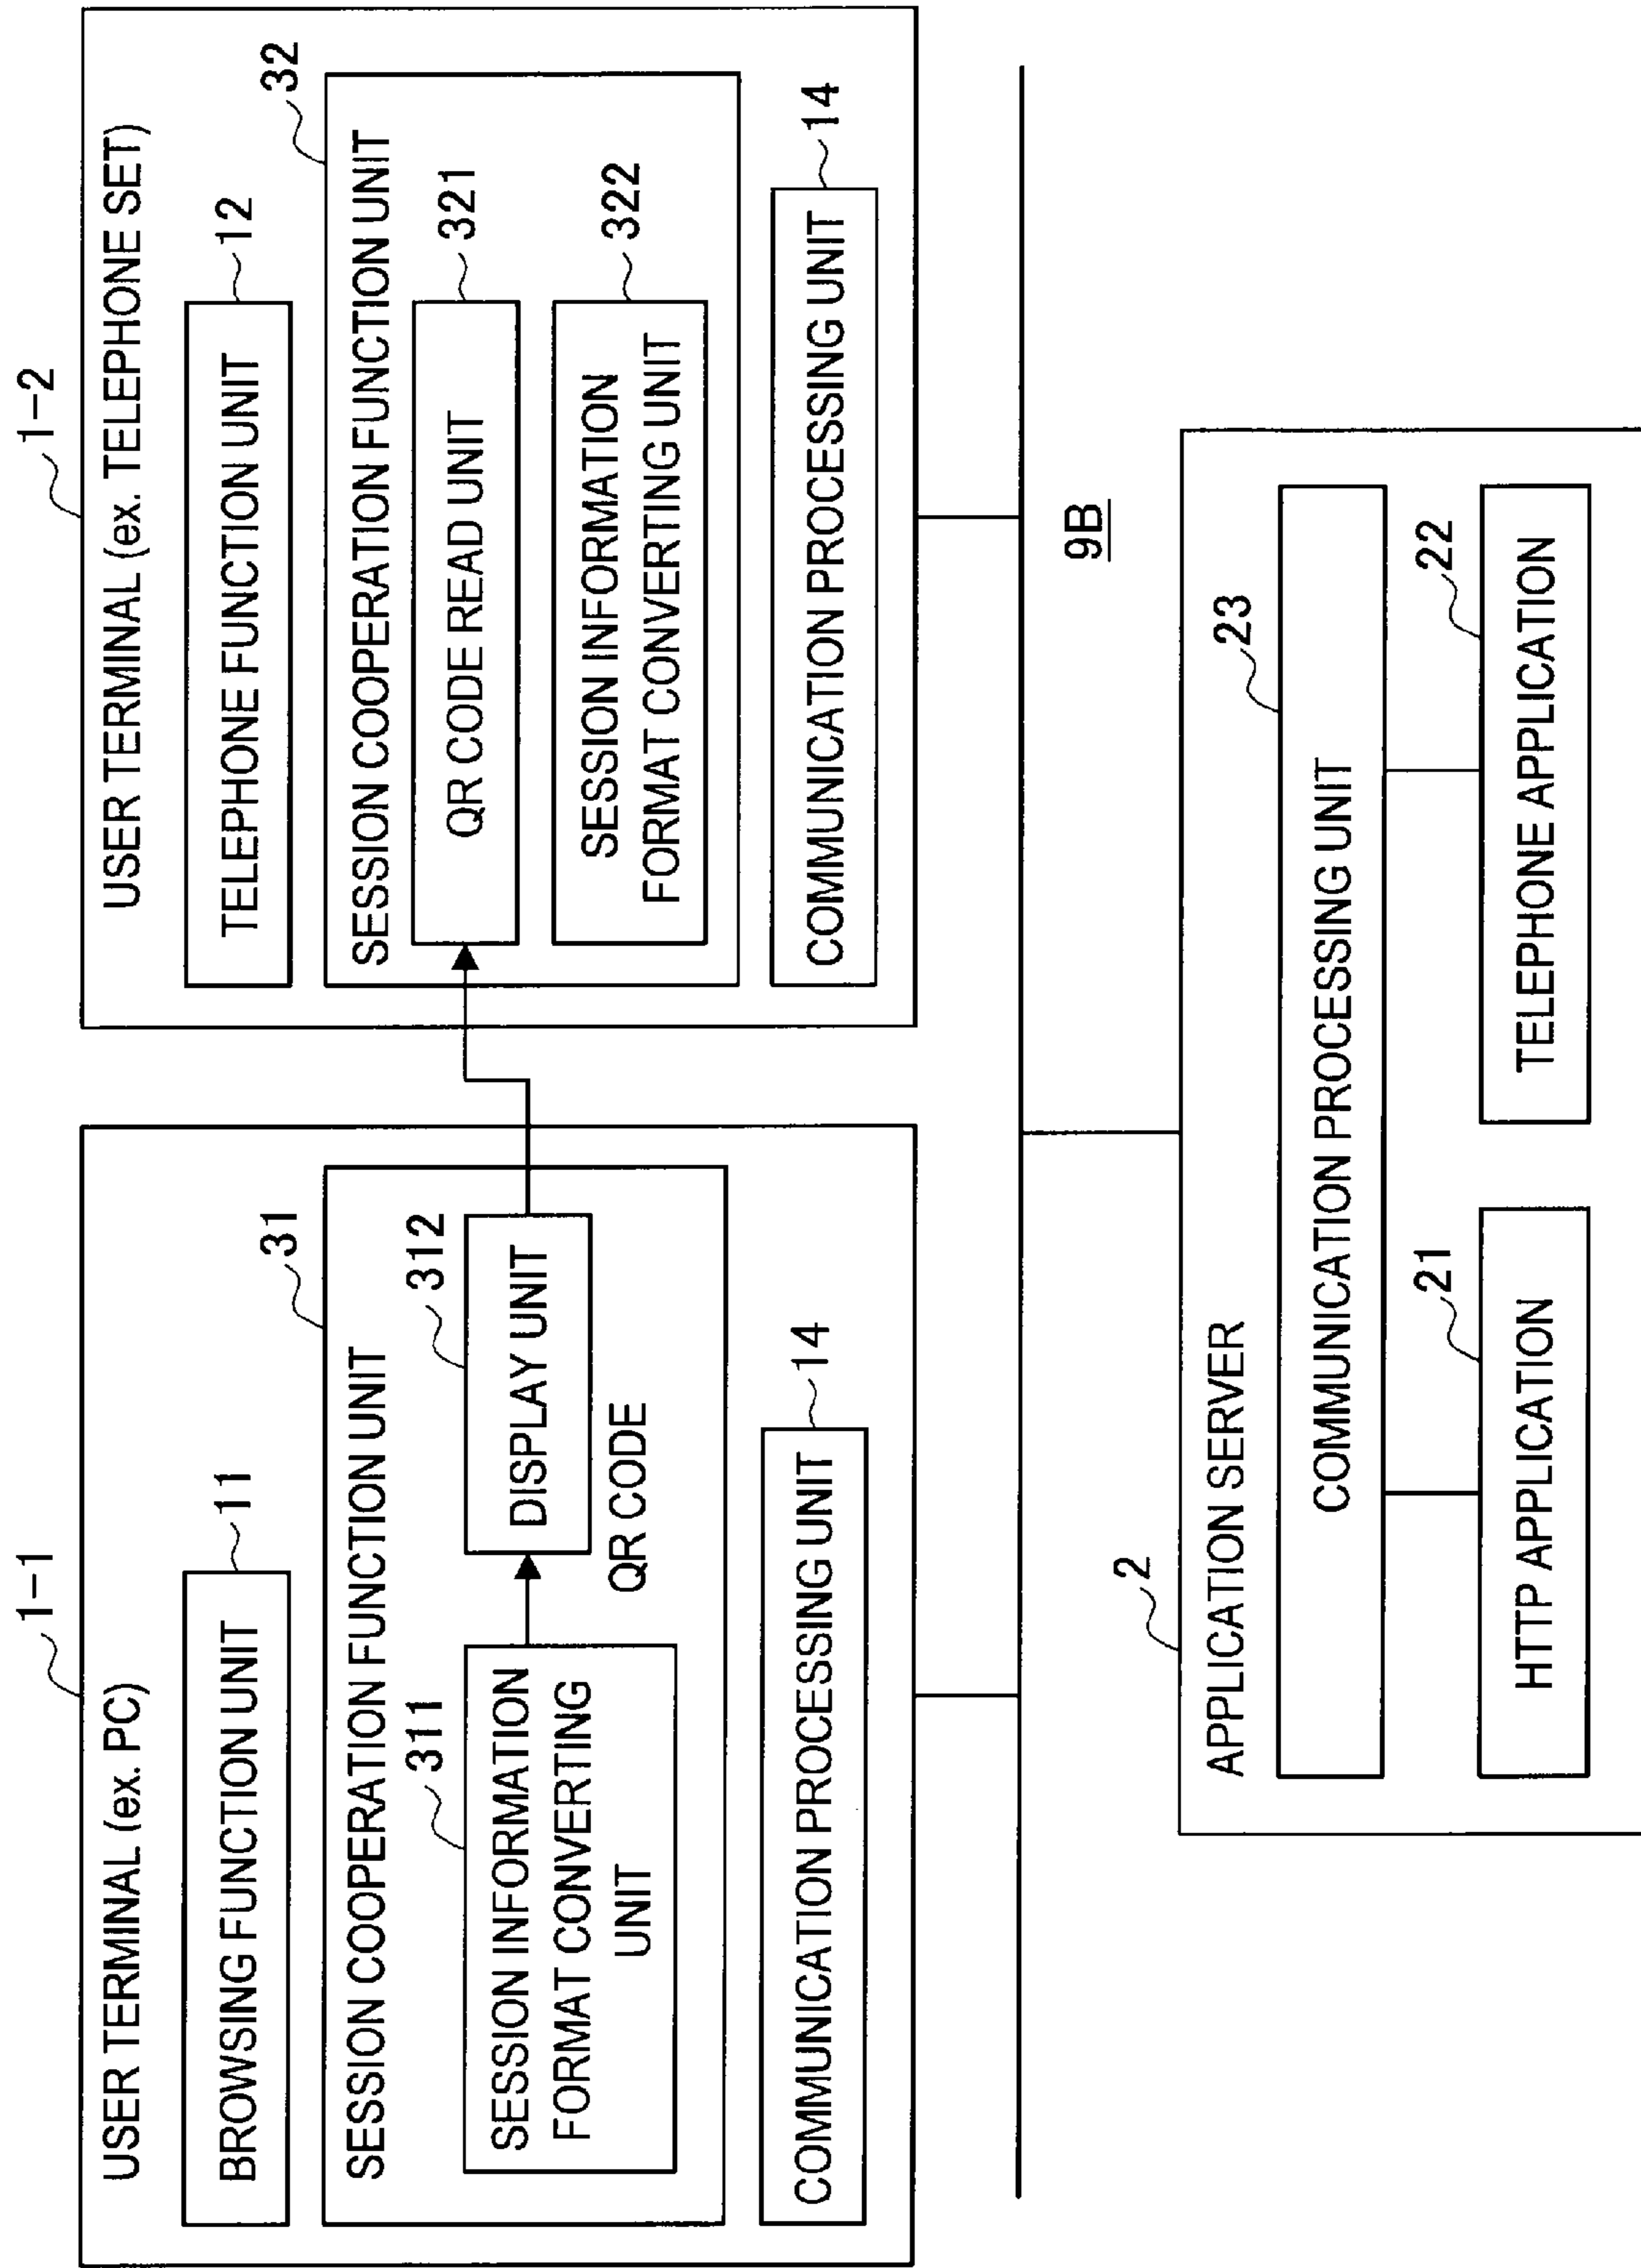 1-1
USER TERMINAL (ex. PC)
BROWSING FUNCTION UNIT
11
SESSION COOPERATION FUNCTION UNIT
31
311
SESSION INFORMATION
FORMAT CONVERTING
UNIT
312
DISPLAY UNIT
QR CODE
COMMUNICATION PROCESSING UNIT
14
1-2
USER TERMINAL (ex. TELEPHONE SET)
TELEPHONE FUNCTION UNIT
12
SESSION COOPERATION FUNCTION UNIT
32
QR CODE READ UNIT
321
SESSION INFORMATION
FORMAT CONVERTING UNIT
322
COMMUNICATION PROCESSING UNIT
14
9B
2
APPLICATION SERVER
COMMUNICATION PROCESSING UNIT
23
HTTP APPLICATION
21
TELEPHONE APPLICATION
22